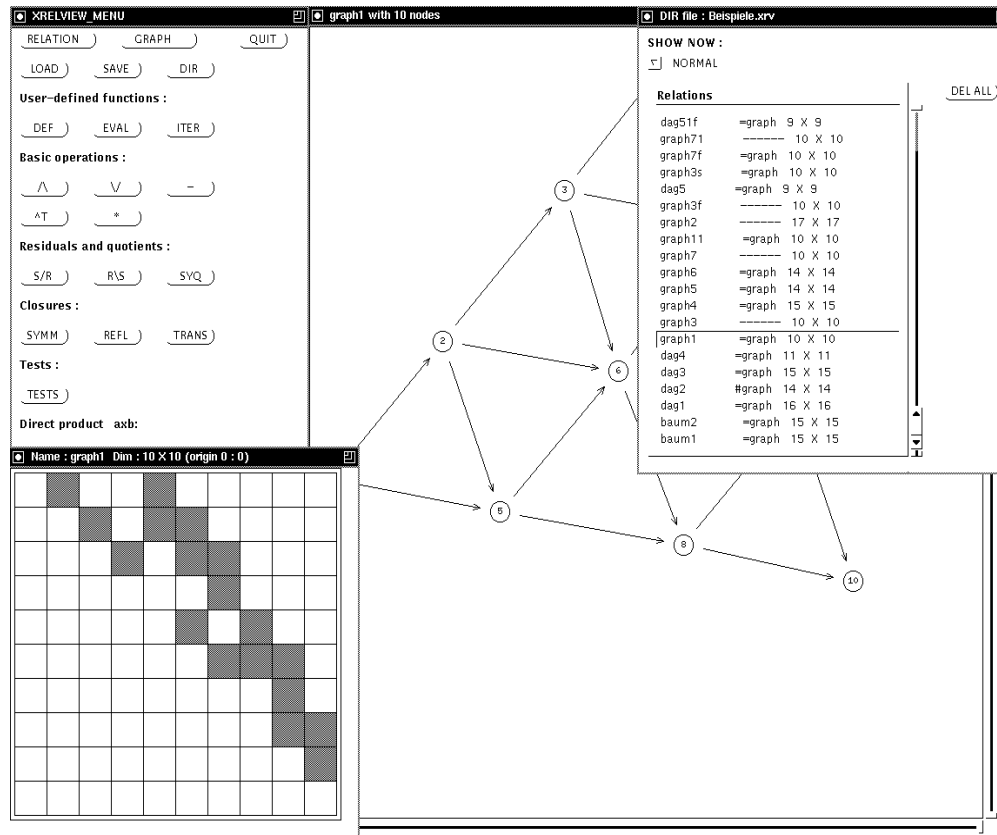 XRELVIEW_MENU
RELATION GRAPH QUIT
LOAD SAVE DIR
User-defined functions :
DEF EVAL ITER
Basic operations :
/\ \/ -
^T *
Residuals and quotients :
S/R R\S SYQ
Closures :
SYMM REFL TRANS
Tests :
TESTS
Direct product axb:
graph1 with 10 nodes
3
2
6
5
8
10
DIR file : Beispiele.xrv
SHOW NOW :
NORMAL
DEL ALL
Relations
dag51f =graph 9 X 9
graph71 ------ 10 X 10
graph7f =graph 10 X 10
graph3s =graph 10 X 10
dag5 =graph 9 X 9
graph3f ------ 10 X 10
graph2 ------ 17 X 17
graph11 =graph 10 X 10
graph7 ------ 10 X 10
graph6 =graph 14 X 14
graph5 =graph 14 X 14
graph4 =graph 15 X 15
graph3 ------ 10 X 10
graph1 =graph 10 X 10
dag4 =graph 11 X 11
dag3 =graph 15 X 15
dag2 #graph 14 X 14
dag1 =graph 16 X 16
baum2 =graph 15 X 15
baum1 =graph 15 X 15
Name : graph1 Dim : 10 X 10 (origin 0 : 0)